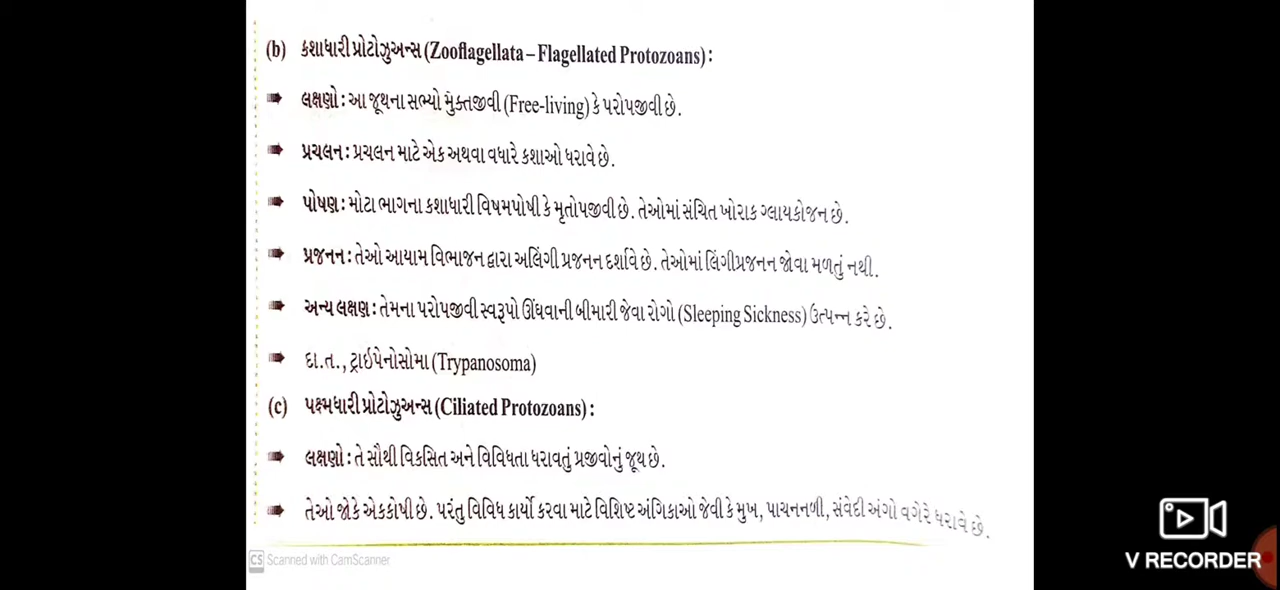 (b) કશાધારી પ્રોટોઝુઅન્સ (Zooflagellata – Flagellated Protozoans) :
લક્ષણો : આ જૂથના સભ્યો મુક્તજીવી (Free-living) કે પરોપજીવી છે.
પ્રચલન : પ્રચલન માટે એક અથવા વધારે કશાઓ ધરાવે છે.
પોષણ : મોટા ભાગના કશાધારી વિષમપોષી કે મૃતોપજીવી છે. તેઓમાં સંચિત ખોરાક ગ્લાયકોજન છે.
પ્રજનન : તેઓ આયામ વિભાજન દ્વારા અલિંગી પ્રજનન દર્શાવે છે. તેઓમાં લિંગીપ્રજનન જોવા મળતું નથી.
અન્ય લક્ષણ : તેમના પરોપજીવી સ્વરૂપો ઊંઘવાની બીમારી જેવા રોગો (Sleeping Sickness) ઉત્પન્ન કરે છે.
દા.ત., ટ્રાઇપેનોસોમા (Trypanosoma)
(c) પક્ષ્મધારી પ્રોટોઝુઅન્સ (Ciliated Protozoans) :
લક્ષણો : તે સૌથી વિકસિત અને વિવિધતા ધરાવતું પ્રજીવોનું જૂથ છે.
તેઓ જોકે એકકોષી છે. પરંતુ વિવિધ કાર્યો કરવા માટે વિશિષ્ટ અંગિકાઓ જેવી કે મુખ, પાચનનળી, સંવેદી અંગો વગેરે ધરાવે છે.
CS Scanned with CamScanner
V RECORDER